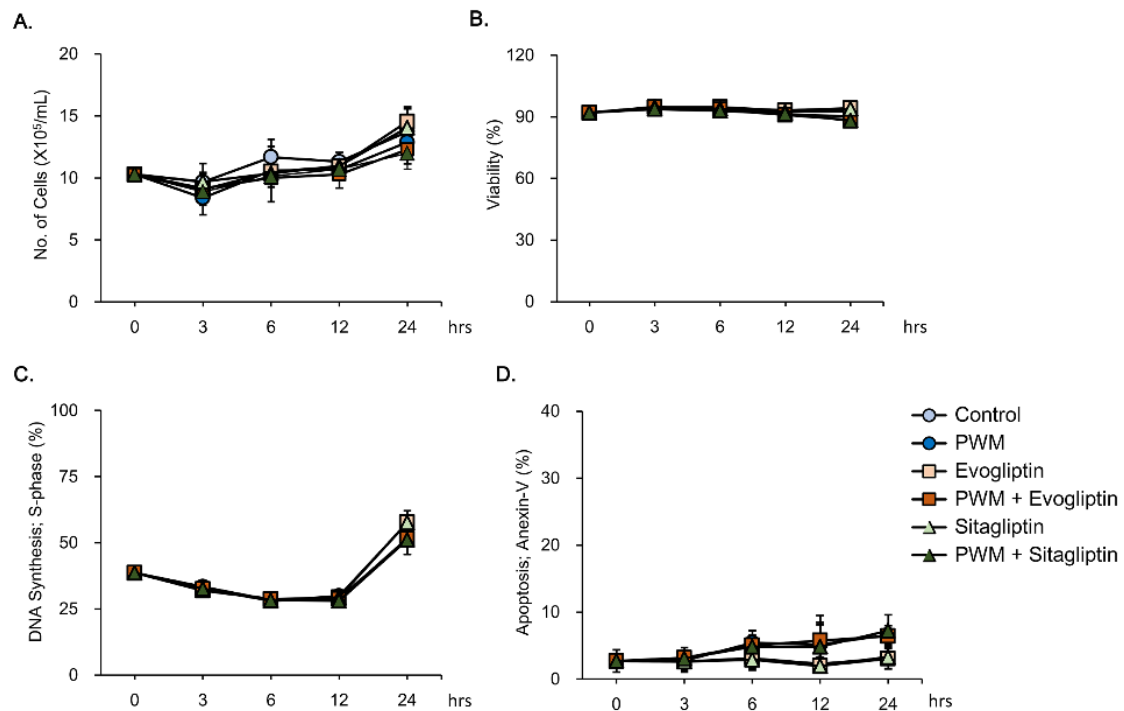 A.
No. of Cells (X10⁵/mL)
20
15
10
5
0
0 3 6 12 24 hrs
B.
Viability (%)
120
90
60
30
0
0 3 6 12 24 hrs
C.
DNA Synthesis; S-phase (%)
100
75
50
25
0
0 3 6 12 24 hrs
D.
Apoptosis; Anexin-V (%)
40
30
20
10
0
0 3 6 12 24 hrs
Control
PWM
Evogliptin
PWM + Evogliptin
Sitagliptin
PWM + Sitagliptin